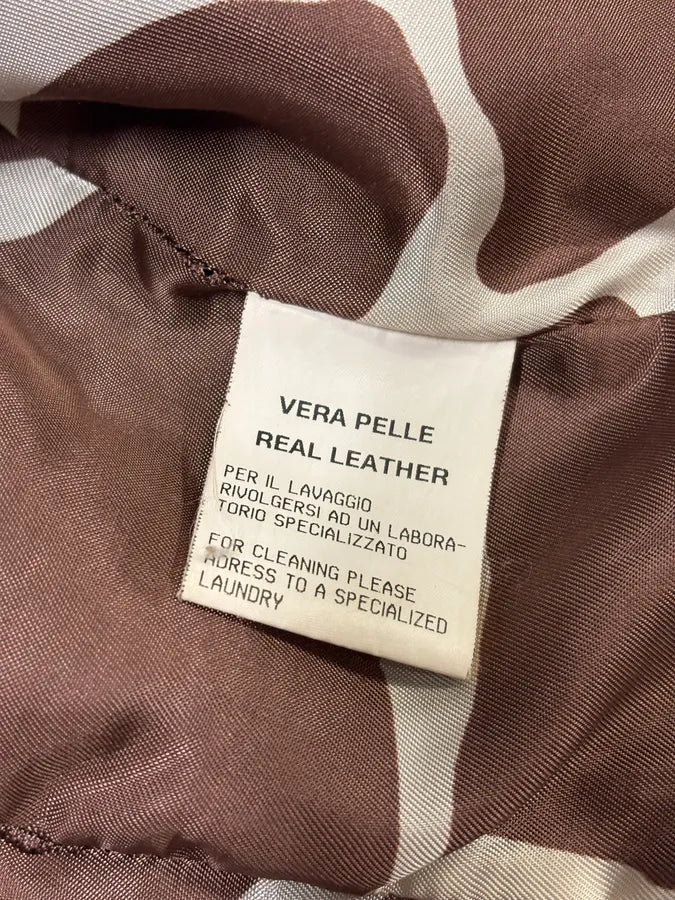 VERA PELLE
REAL LEATHER
PER IL LAVAGGIO
RIVOLGERSI AD UN LABORA-
TORIO SPECIALIZZATO
FOR CLEANING PLEASE
ADRESS TO A SPECIALIZED
LAUNDRY